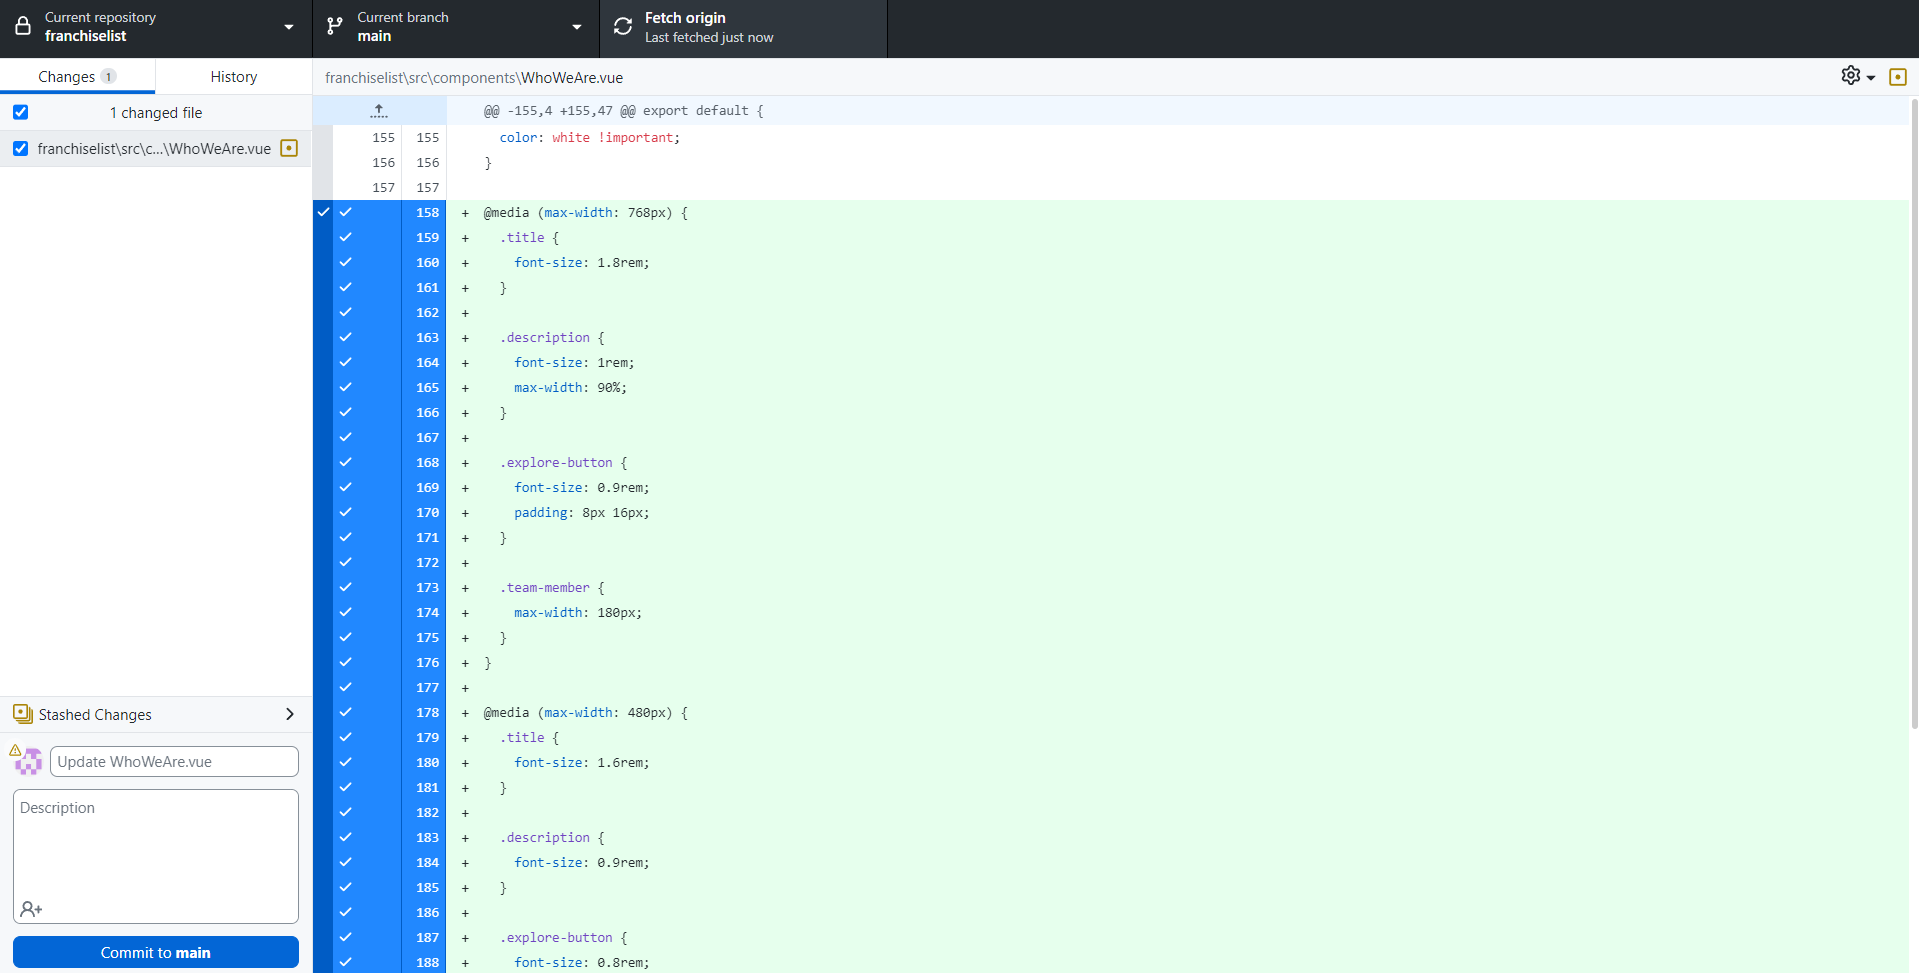 Current repository
franchiselist
Current branch
main
Fetch origin
Last fetched just now
Changes 1
History
franchiselist\src\components\WhoWeAre.vue
1 changed file
franchiselist\src\c...\WhoWeAre.vue
@@ -155,4 +155,47 @@ export default {
155 155 color: white !important;
156 156 }
157 157
158 + @media (max-width: 768px) {
159 + .title {
160 + font-size: 1.8rem;
161 + }
162 +
163 + .description {
164 + font-size: 1rem;
165 + max-width: 90%;
166 + }
167 +
168 + .explore-button {
169 + font-size: 0.9rem;
170 + padding: 8px 16px;
171 + }
172 +
173 + .team-member {
174 + max-width: 180px;
175 + }
176 + }
177 +
178 + @media (max-width: 480px) {
179 + .title {
180 + font-size: 1.6rem;
181 + }
182 +
183 + .description {
184 + font-size: 0.9rem;
185 + }
186 +
187 + .explore-button {
188 + font-size: 0.8rem;
Stashed Changes
Update WhoWeAre.vue
Description
Commit to main